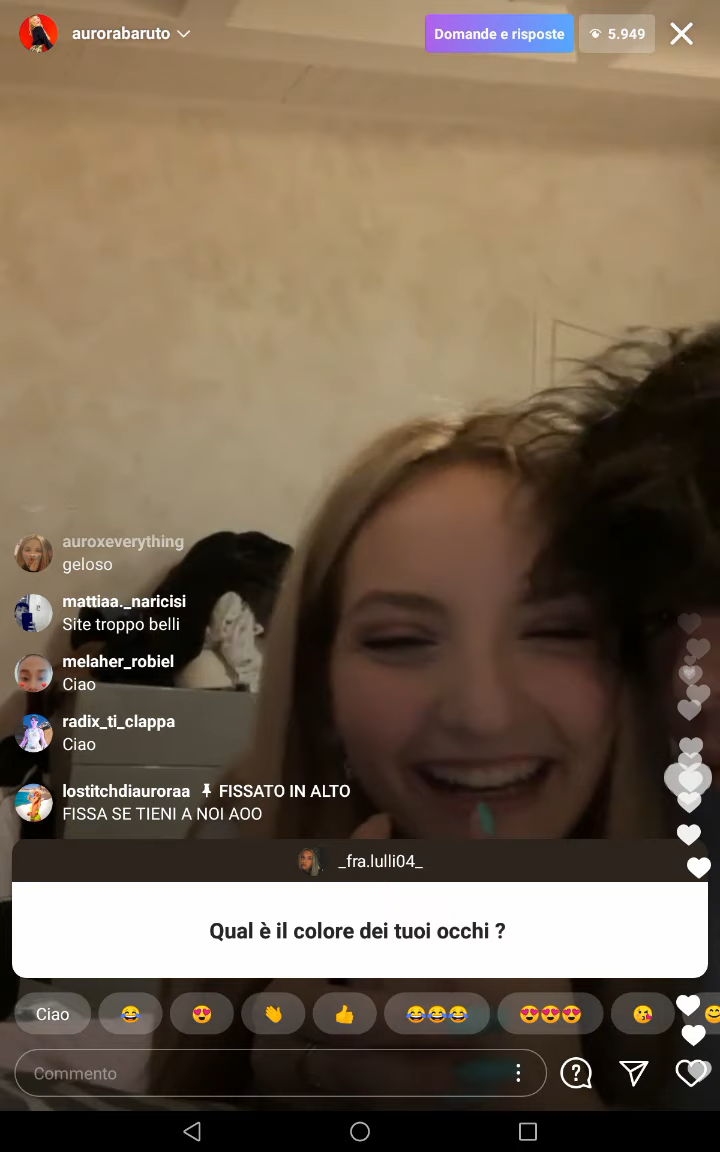 aurorabaruto
Domande e risposte
5.949
auroxeverything
geloso
mattiaa._naricisi
Site troppo belli
melaher_robiel
Ciao
radix_ti_clappa
Ciao
lostitchdiauroraa FISSATO IN ALTO
FISSA SE TIENI A NOI AOO
_fra.lulli04_
Qual è il colore dei tuoi occhi ?
Ciao
Commento